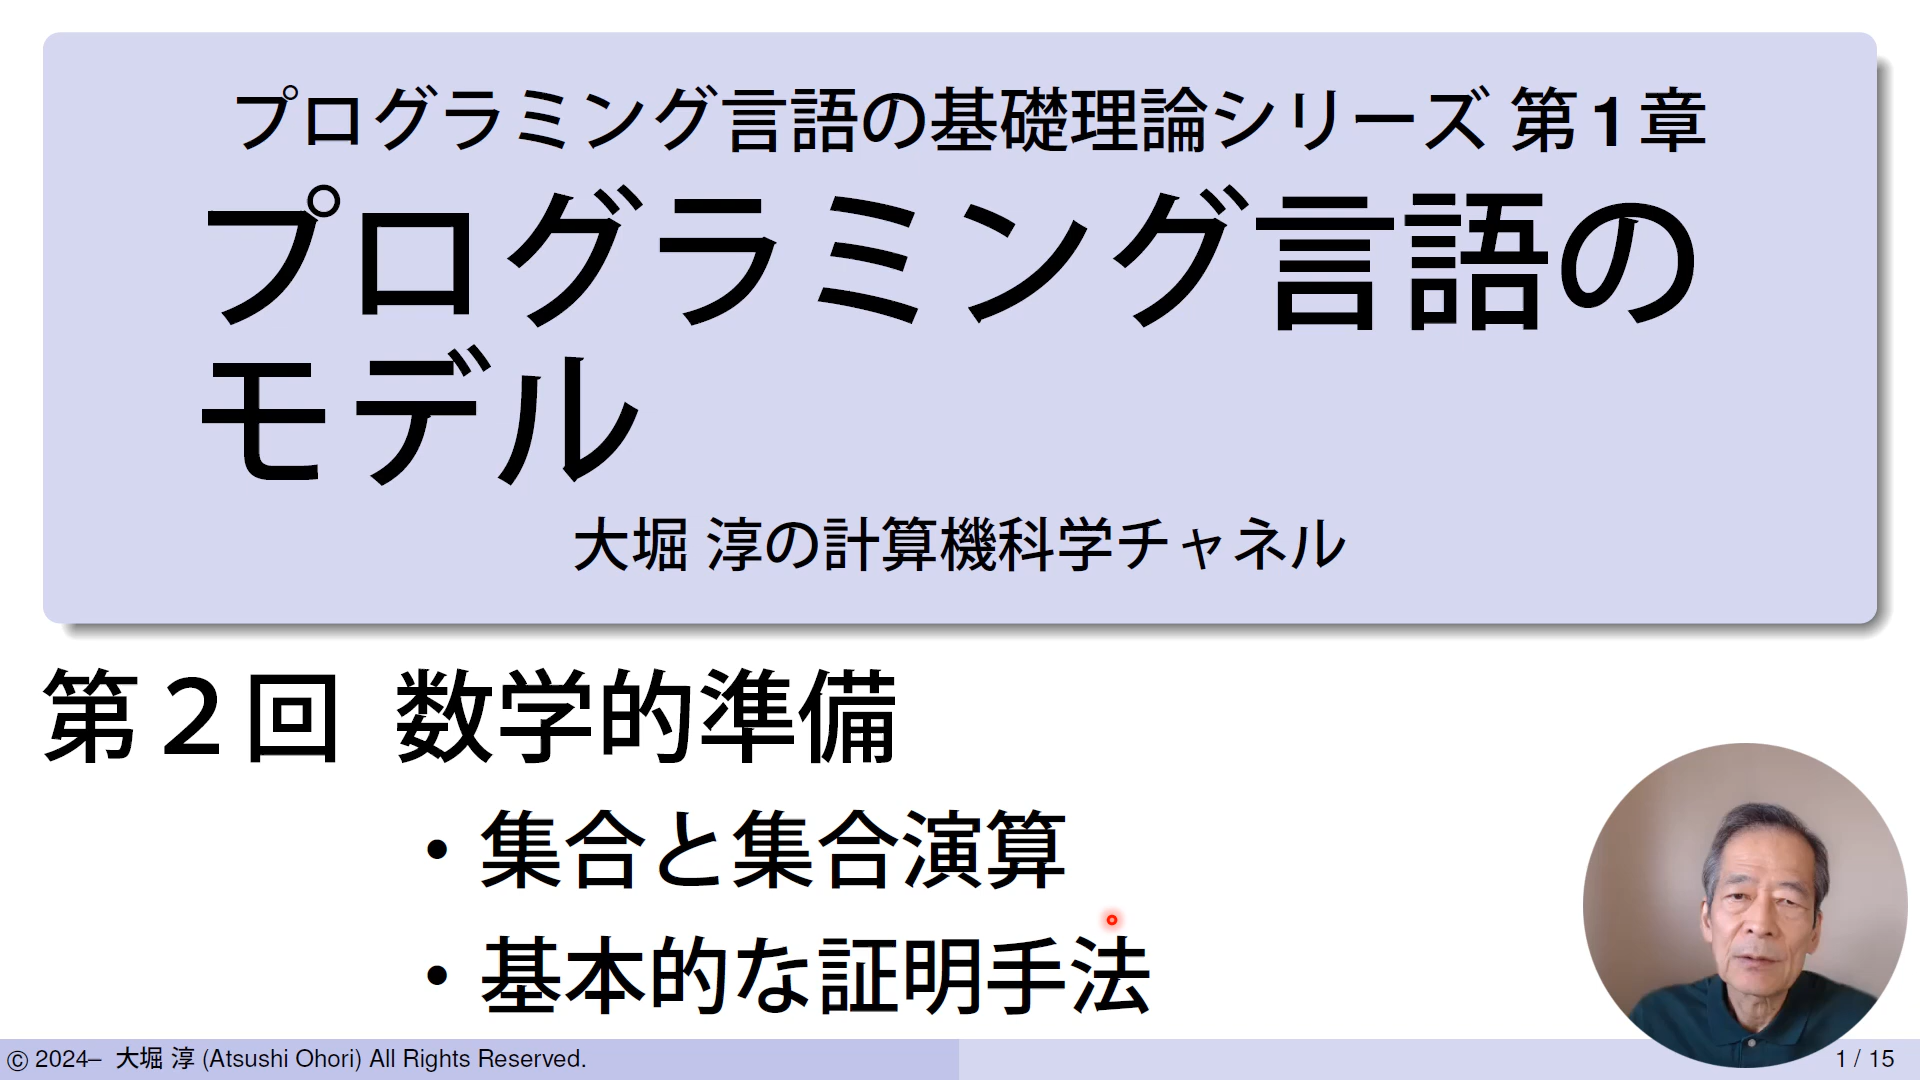 プログラミング言語の基礎理論シリーズ 第1章
プログラミング言語の
モデル
大堀 淳の計算機科学チャネル
第2回 数学的準備
・集合と集合演算
・基本的な証明手法
© 2024– 大堀 淳 (Atsushi Ohori) All Rights Reserved.
1 / 15